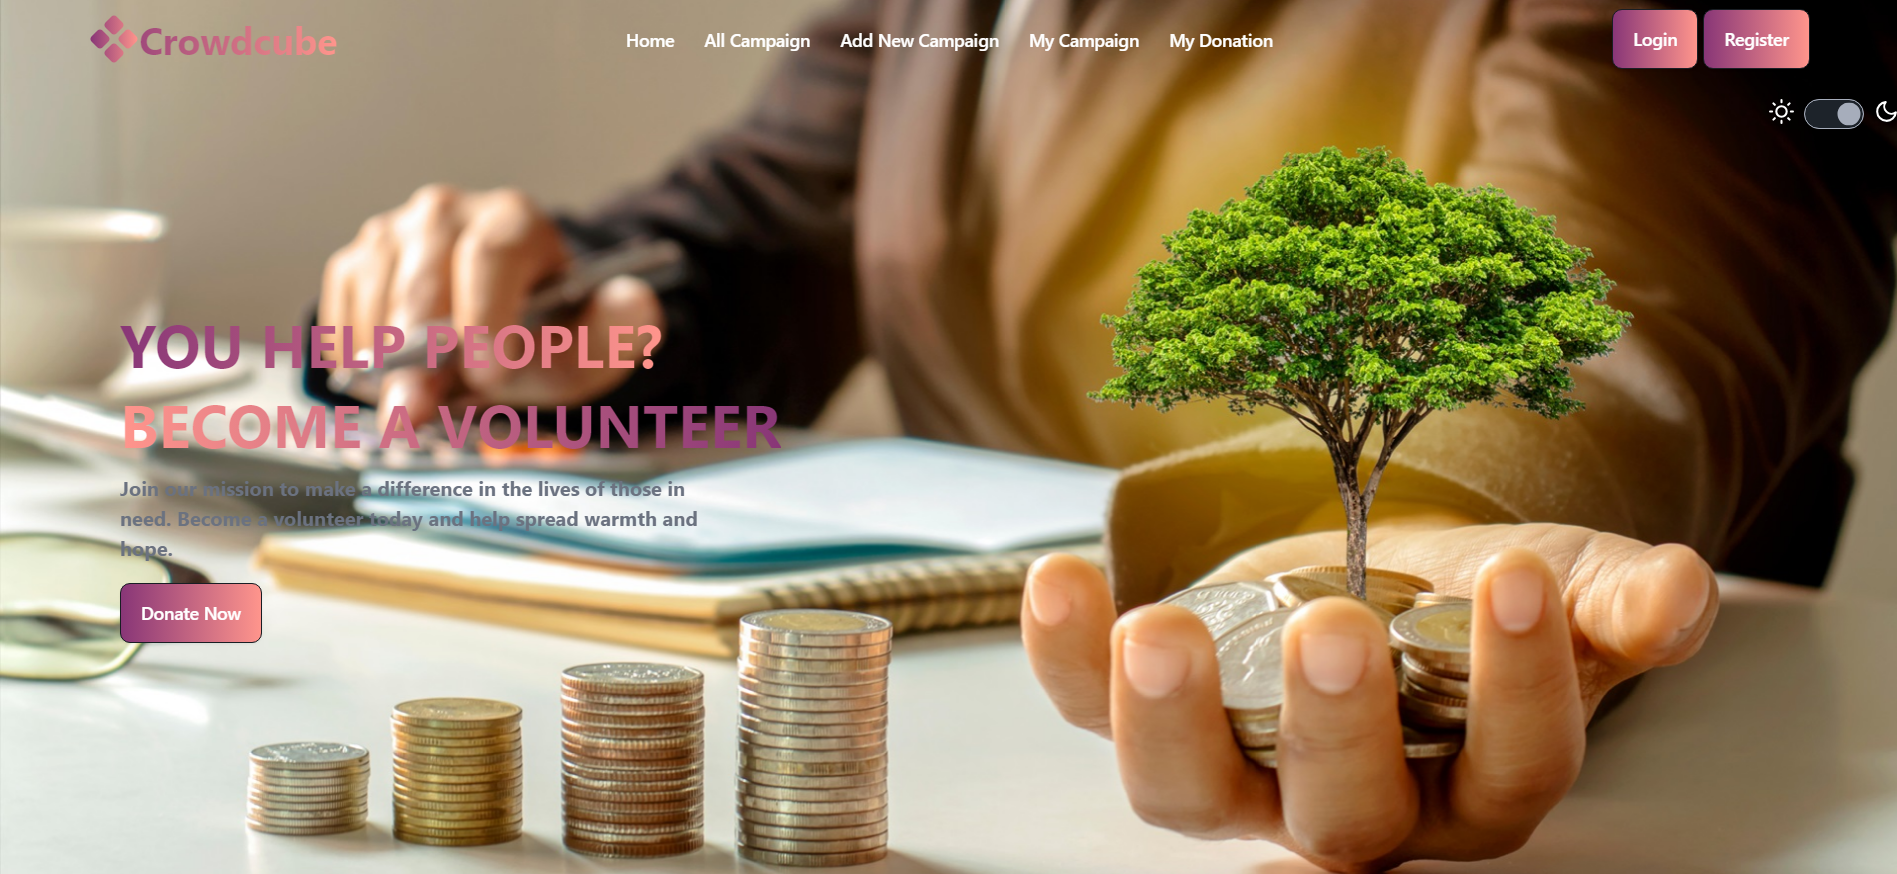 Crowdcube
Home All Campaign Add New Campaign My Campaign My Donation
Login Register
YOU HELP PEOPLE?
BECOME A VOLUNTEER
Join our mission to make a difference in the lives of those in
need. Become a volunteer today and help spread warmth and
hope.
Donate Now